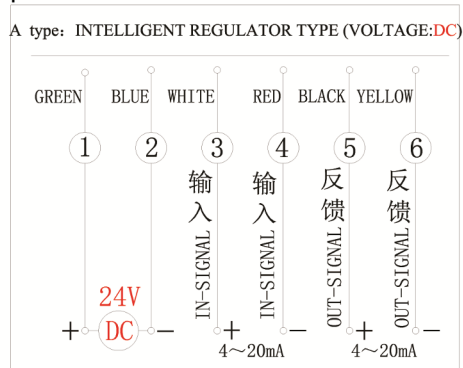 A type: INTELLIGENT REGULATOR TYPE (VOLTAGE:DC)
GREEN BLUE WHITE RED BLACK YELLOW
1 2 3 4 5 6
输入 IN-SIGNAL
输入 IN-SIGNAL
反馈 OUT-SIGNAL
反馈 OUT-SIGNAL
24V
+ DC − + − + −
4～20mA 4～20mA